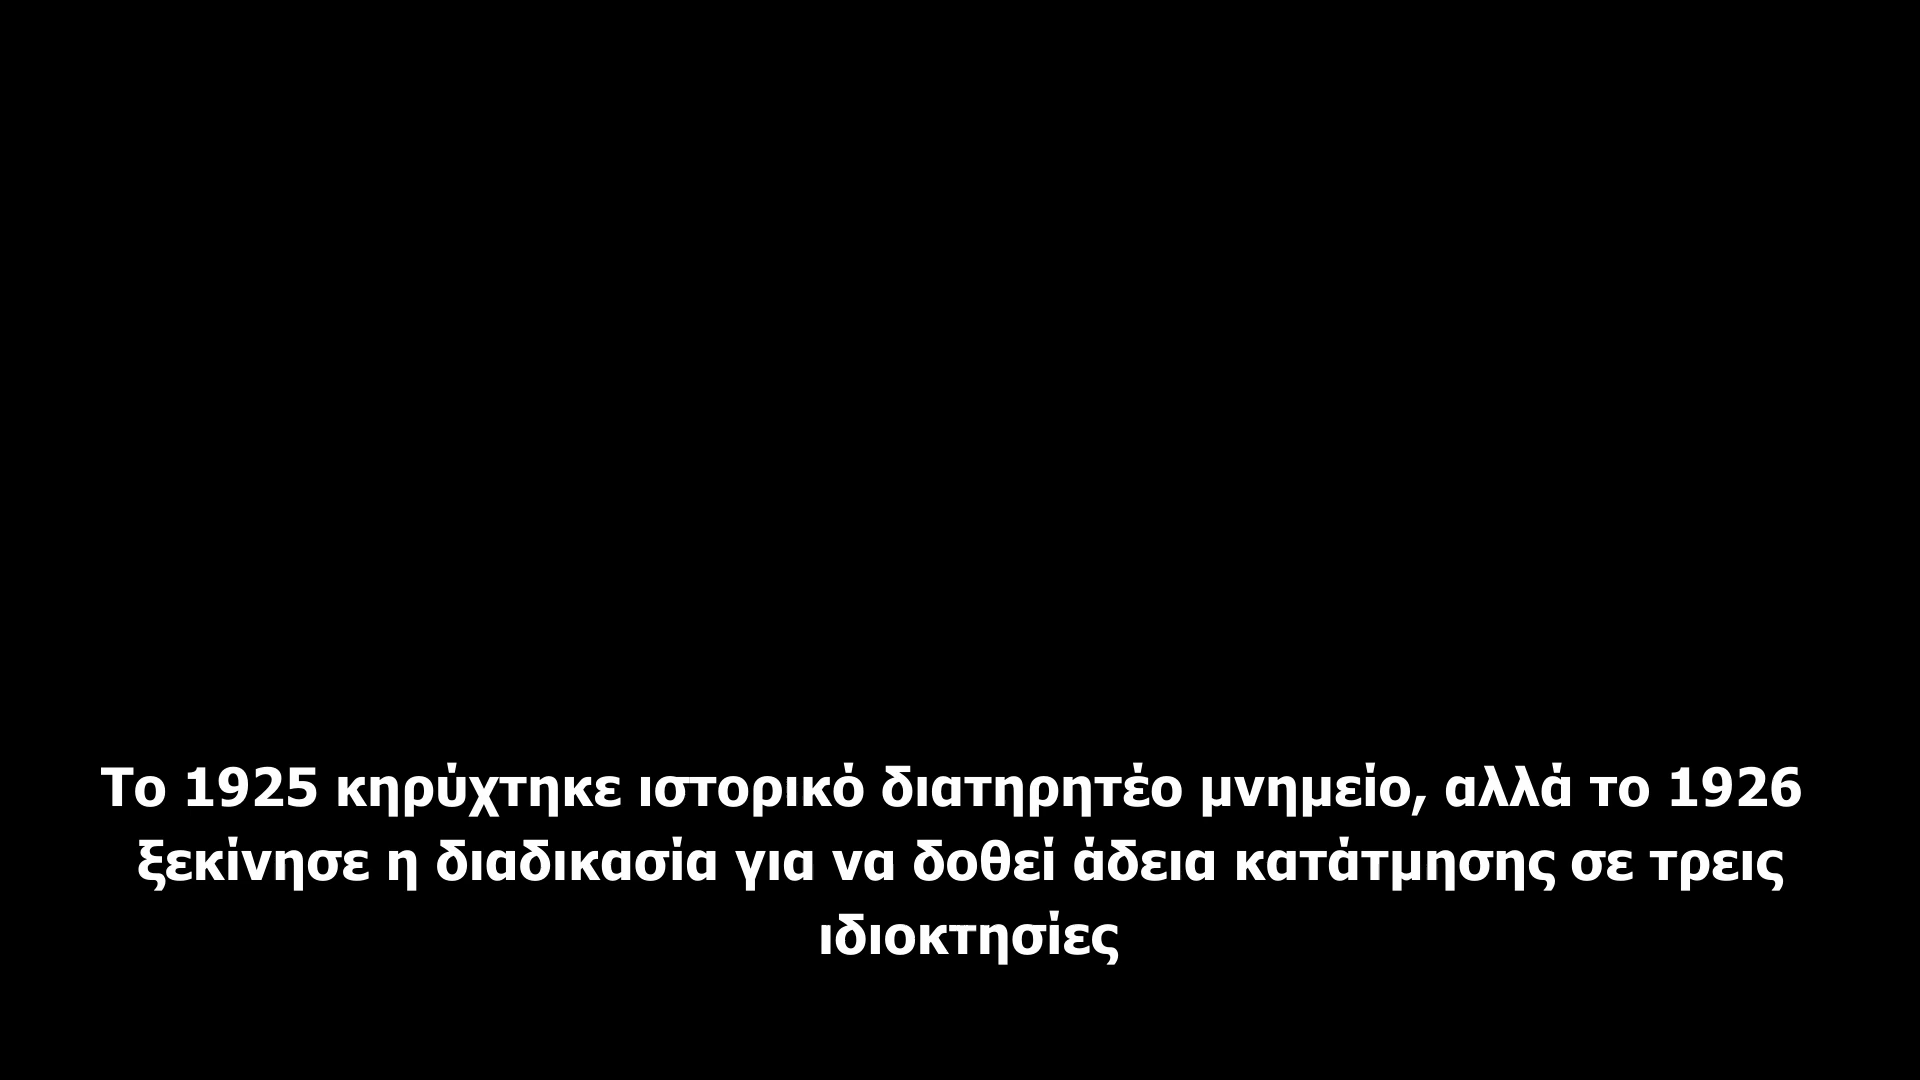 Το 1925 κηρύχτηκε ιστορικό διατηρητέο μνημείο, αλλά το 1926
ξεκίνησε η διαδικασία για να δοθεί άδεια κατάτμησης σε τρεις
ιδιοκτησίες